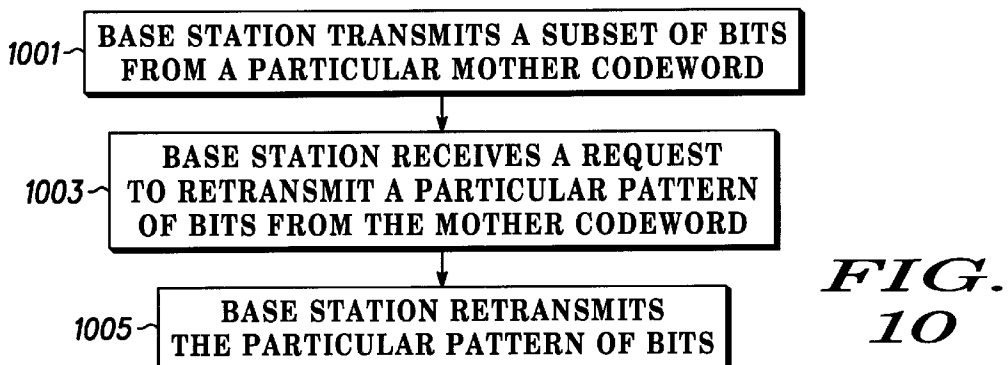 1001
BASE STATION TRANSMITS A SUBSET OF BITS
FROM A PARTICULAR MOTHER CODEWORD
1003
BASE STATION RECEIVES A REQUEST
TO RETRANSMIT A PARTICULAR PATTERN
OF BITS FROM THE MOTHER CODEWORD
1005
BASE STATION RETRANSMITS
THE PARTICULAR PATTERN OF BITS
FIG.
10